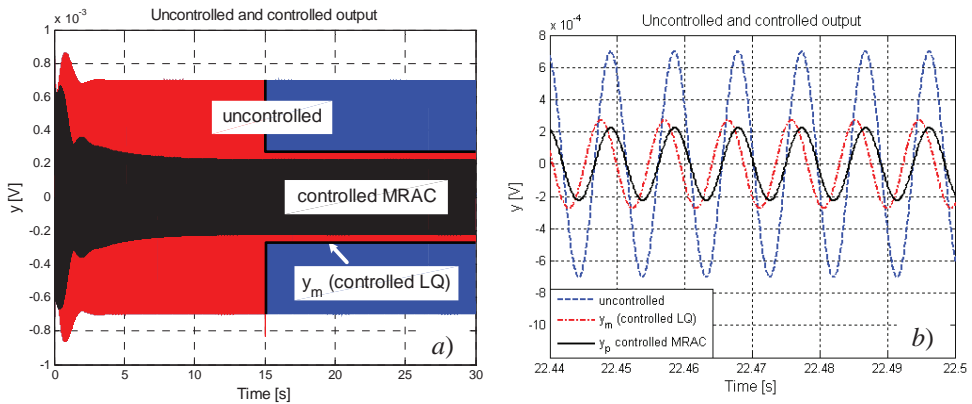 Uncontrolled and controlled output
x 10^-3
1
0.8
0.6
0.4
0.2
0
-0.2
-0.4
-0.6
-0.8
-1
y [V]
uncontrolled
controlled MRAC
y_m (controlled LQ)
a)
0 5 10 15 20 25 30
Time [s]
Uncontrolled and controlled output
x 10^-4
8
6
4
2
0
-2
-4
-6
-8
-10
y [V]
uncontrolled
y_m (controlled LQ)
y_p controlled MRAC
b)
22.44 22.45 22.46 22.47 22.48 22.49 22.5
Time [s]